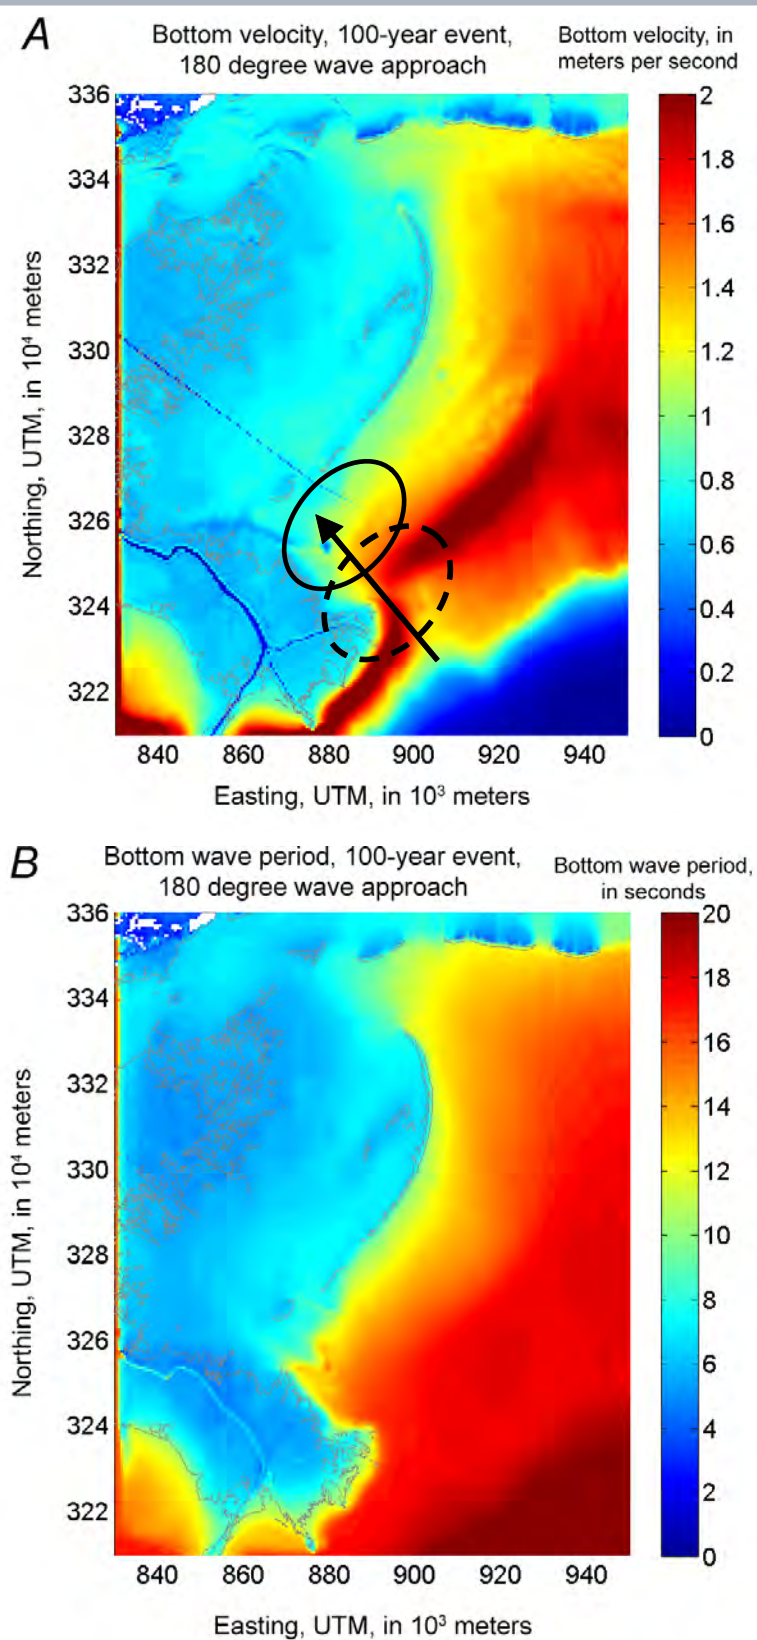 A
Bottom velocity, 100-year event,
180 degree wave approach
Bottom velocity, in
meters per second
336
334
332
330
328
326
324
322
Northing, UTM, in 10⁴ meters
840 860 880 900 920 940
Easting, UTM, in 10³ meters
2
1.8
1.6
1.4
1.2
1
0.8
0.6
0.4
0.2
0
B
Bottom wave period, 100-year event,
180 degree wave approach
Bottom wave period,
in seconds
336
334
332
330
328
326
324
322
Northing, UTM, in 10⁴ meters
840 860 880 900 920 940
Easting, UTM, in 10³ meters
20
18
16
14
12
10
8
6
4
2
0